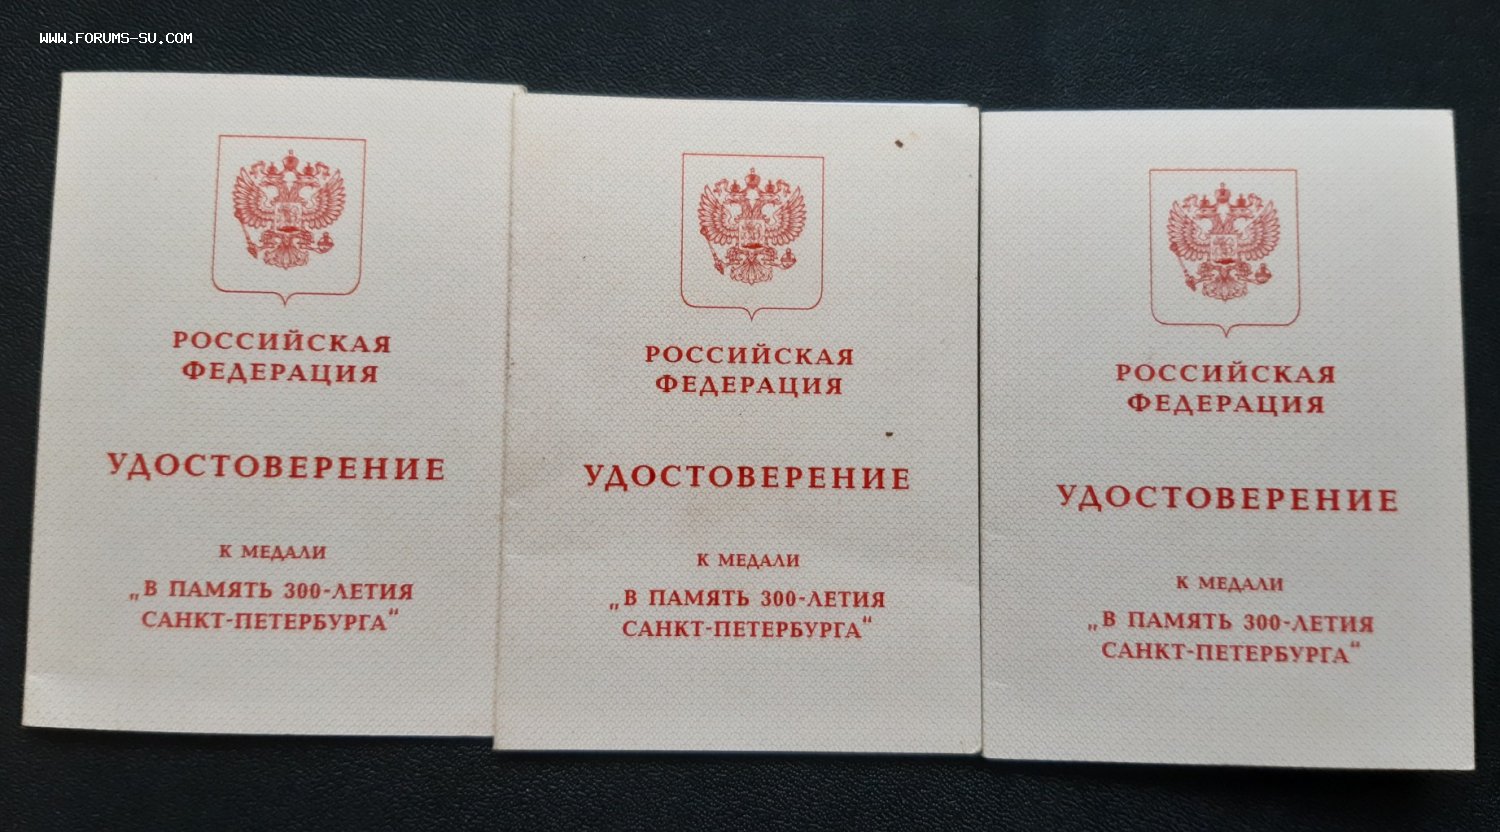 WWW.FORUMS-SU.COM
РОССИЙСКАЯ
ФЕДЕРАЦИЯ
УДОСТОВЕРЕНИЕ
К МЕДАЛИ
„В ПАМЯТЬ 300-ЛЕТИЯ
САНКТ-ПЕТЕРБУРГА“
РОССИЙСКАЯ
ФЕДЕРАЦИЯ
УДОСТОВЕРЕНИЕ
К МЕДАЛИ
„В ПАМЯТЬ 300-ЛЕТИЯ
САНКТ-ПЕТЕРБУРГА“
РОССИЙСКАЯ
ФЕДЕРАЦИЯ
УДОСТОВЕРЕНИЕ
К МЕДАЛИ
„В ПАМЯТЬ 300-ЛЕТИЯ
САНКТ-ПЕТЕРБУРГА“